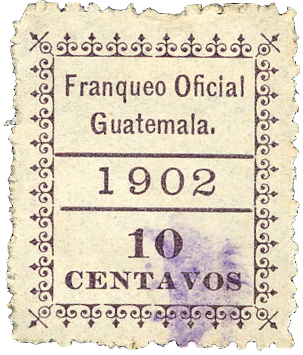 Franqueo Oficial
Guatemala.
1902
10
CENTAVOS